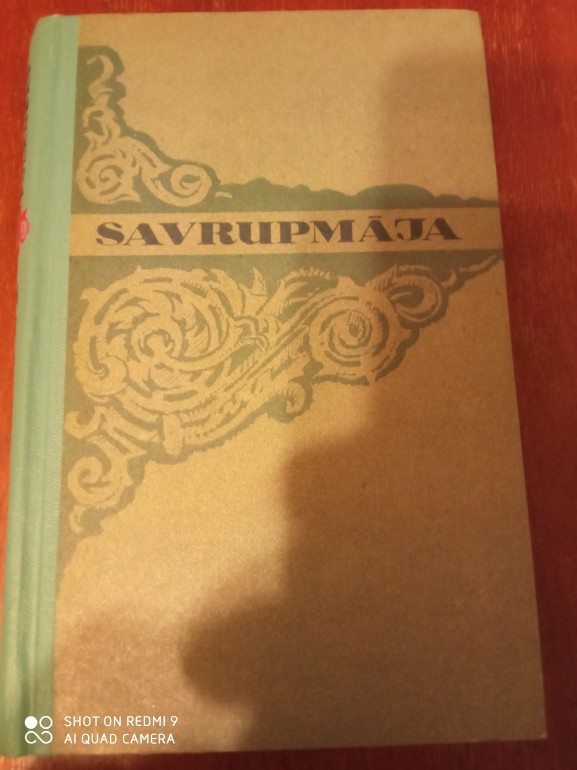 SAVRUPMĀJA
SHOT ON REDMI 9
AI QUAD CAMERA